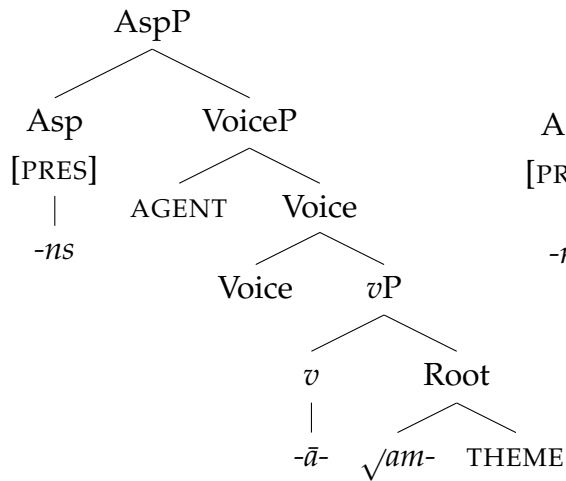 AspP
Asp VoiceP
[PRES] AGENT Voice
-ns Voice vP
v Root
-ā- √am- THEME